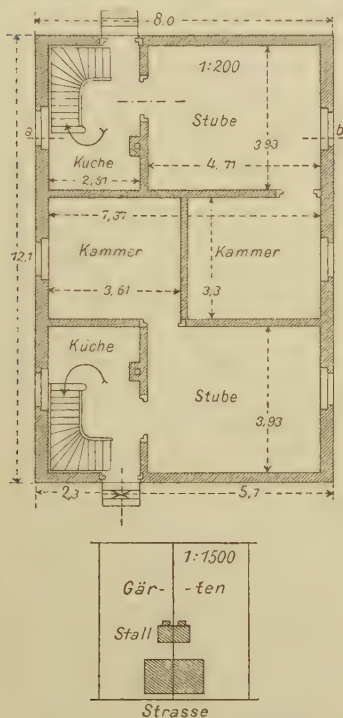 8.0
1:200
Stube
a
b
3,93
Küche
4,71
2,51
7,37
12,1
Kammer
Kammer
3,61
3,3
Küche
Stube
3,93
2,3
5,7
1:1500
Gär- -ten
Stall
Strasse